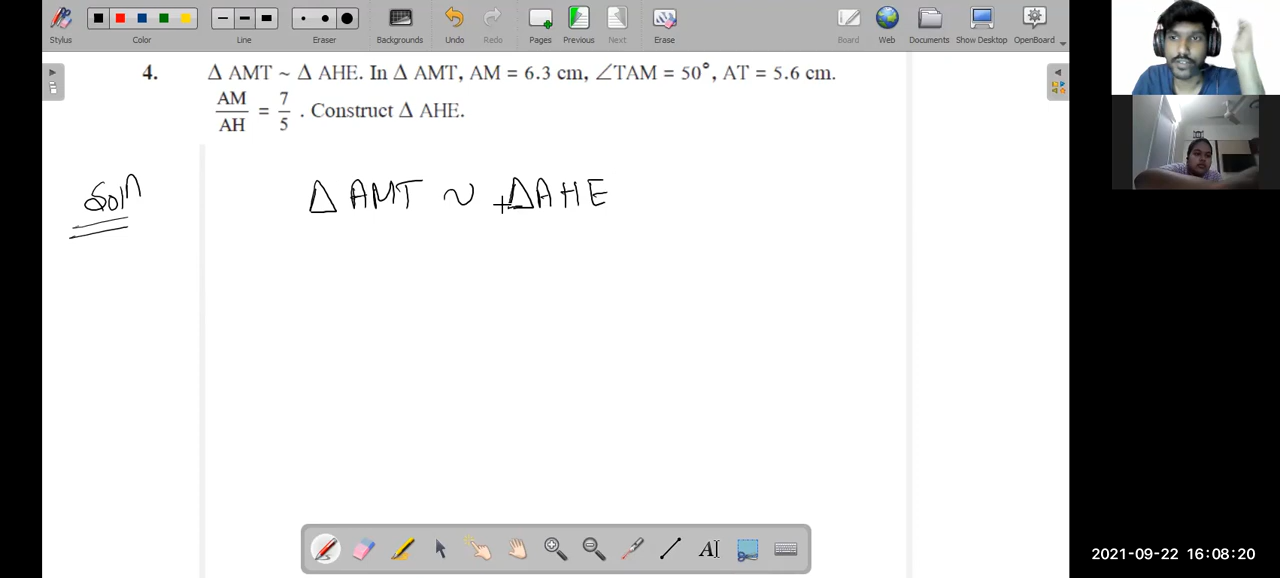 Stylus Color Line Eraser Backgrounds Undo Redo Pages Previous Next Erase Board Web Documents Show Desktop OpenBoard
4. Δ AMT ~ Δ AHE. In Δ AMT, AM = 6.3 cm, ∠TAM = 50°, AT = 5.6 cm.
AM/AH = 7/5 . Construct Δ AHE.
Soln
Δ AMT ~ Δ AHE
2021-09-22 16:08:20